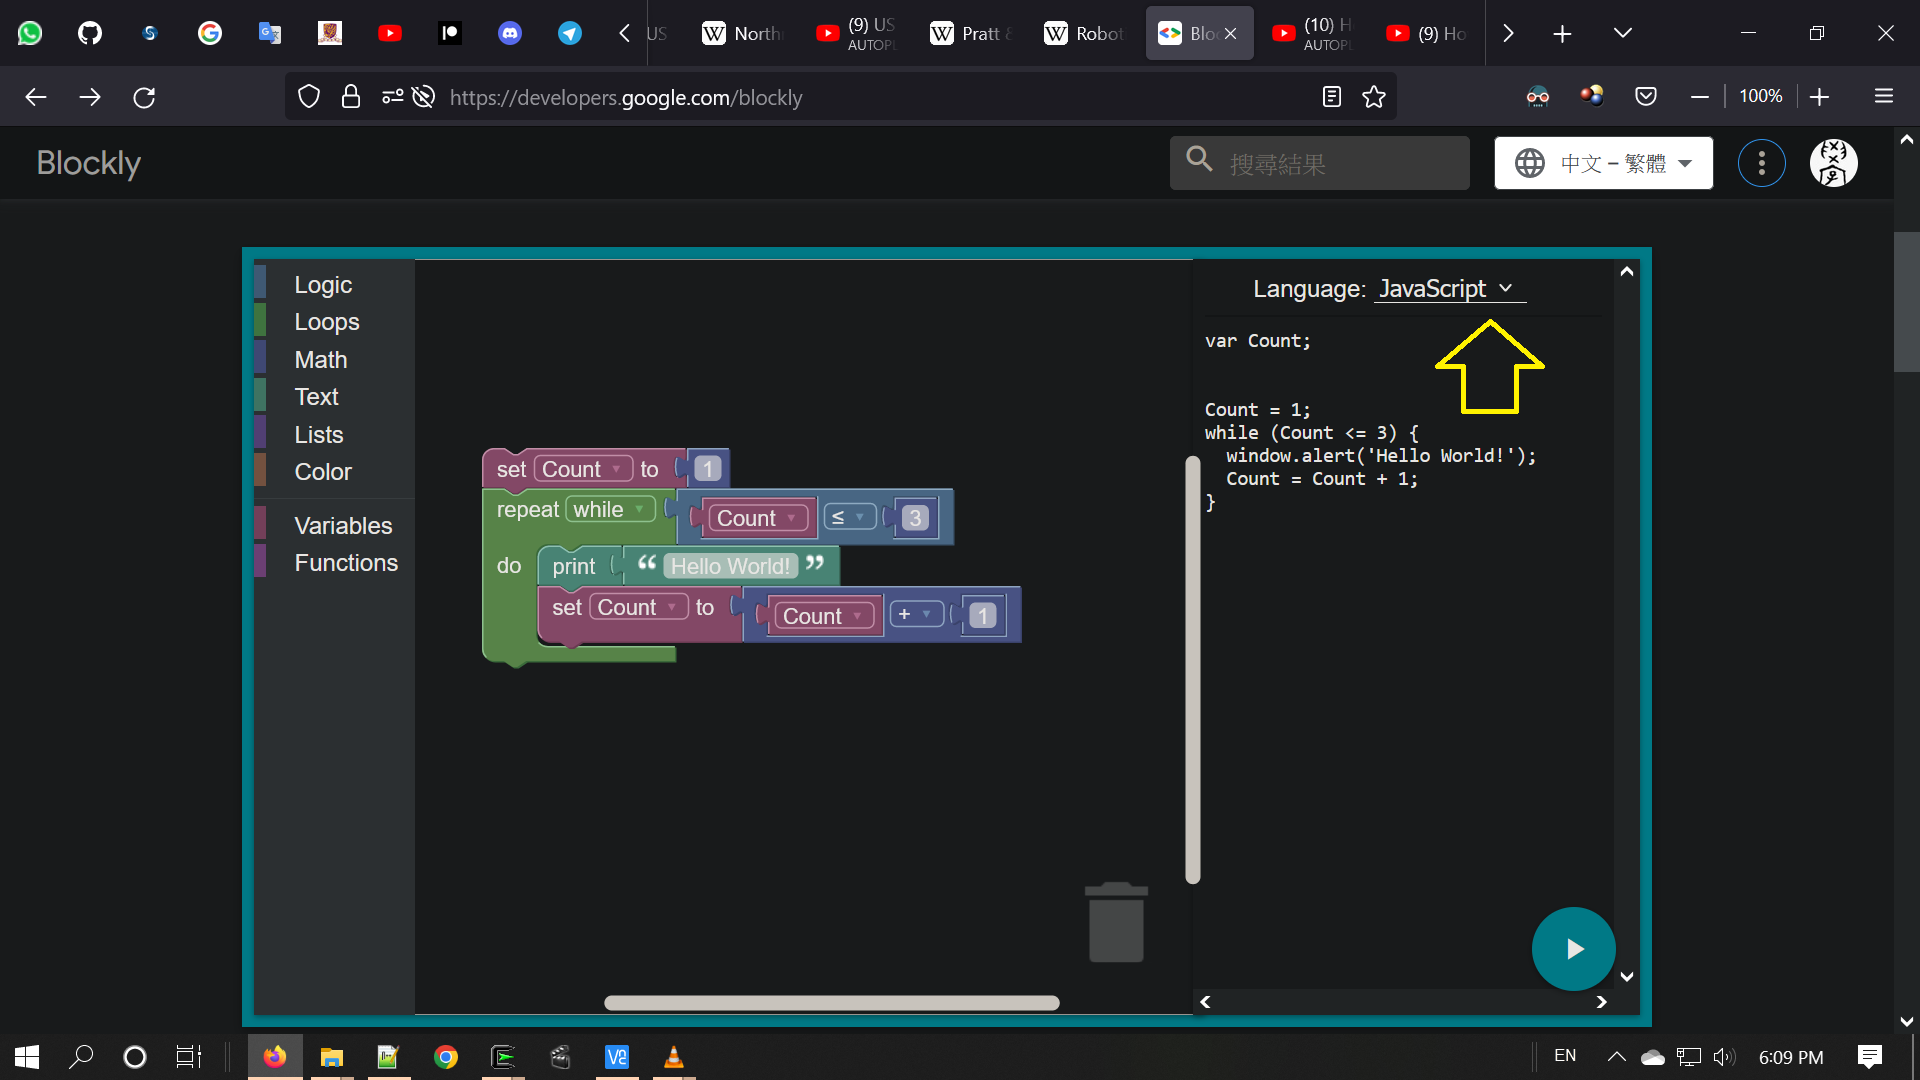 US
North
(9) US
AUTOPL
Pratt &
Robot
Bloc
(10) H
AUTOPL
(9) Ho
https://developers.google.com/blockly
100%
Blockly
搜尋結果
中文 – 繁體
Logic
Loops
Math
Text
Lists
Color
Variables
Functions
set Count to 1
repeat while Count ≤ 3
do print “ Hello World! ”
set Count to Count + 1
Language: JavaScript
var Count;
Count = 1;
while (Count <= 3) {
window.alert('Hello World!');
Count = Count + 1;
}
EN
6:09 PM